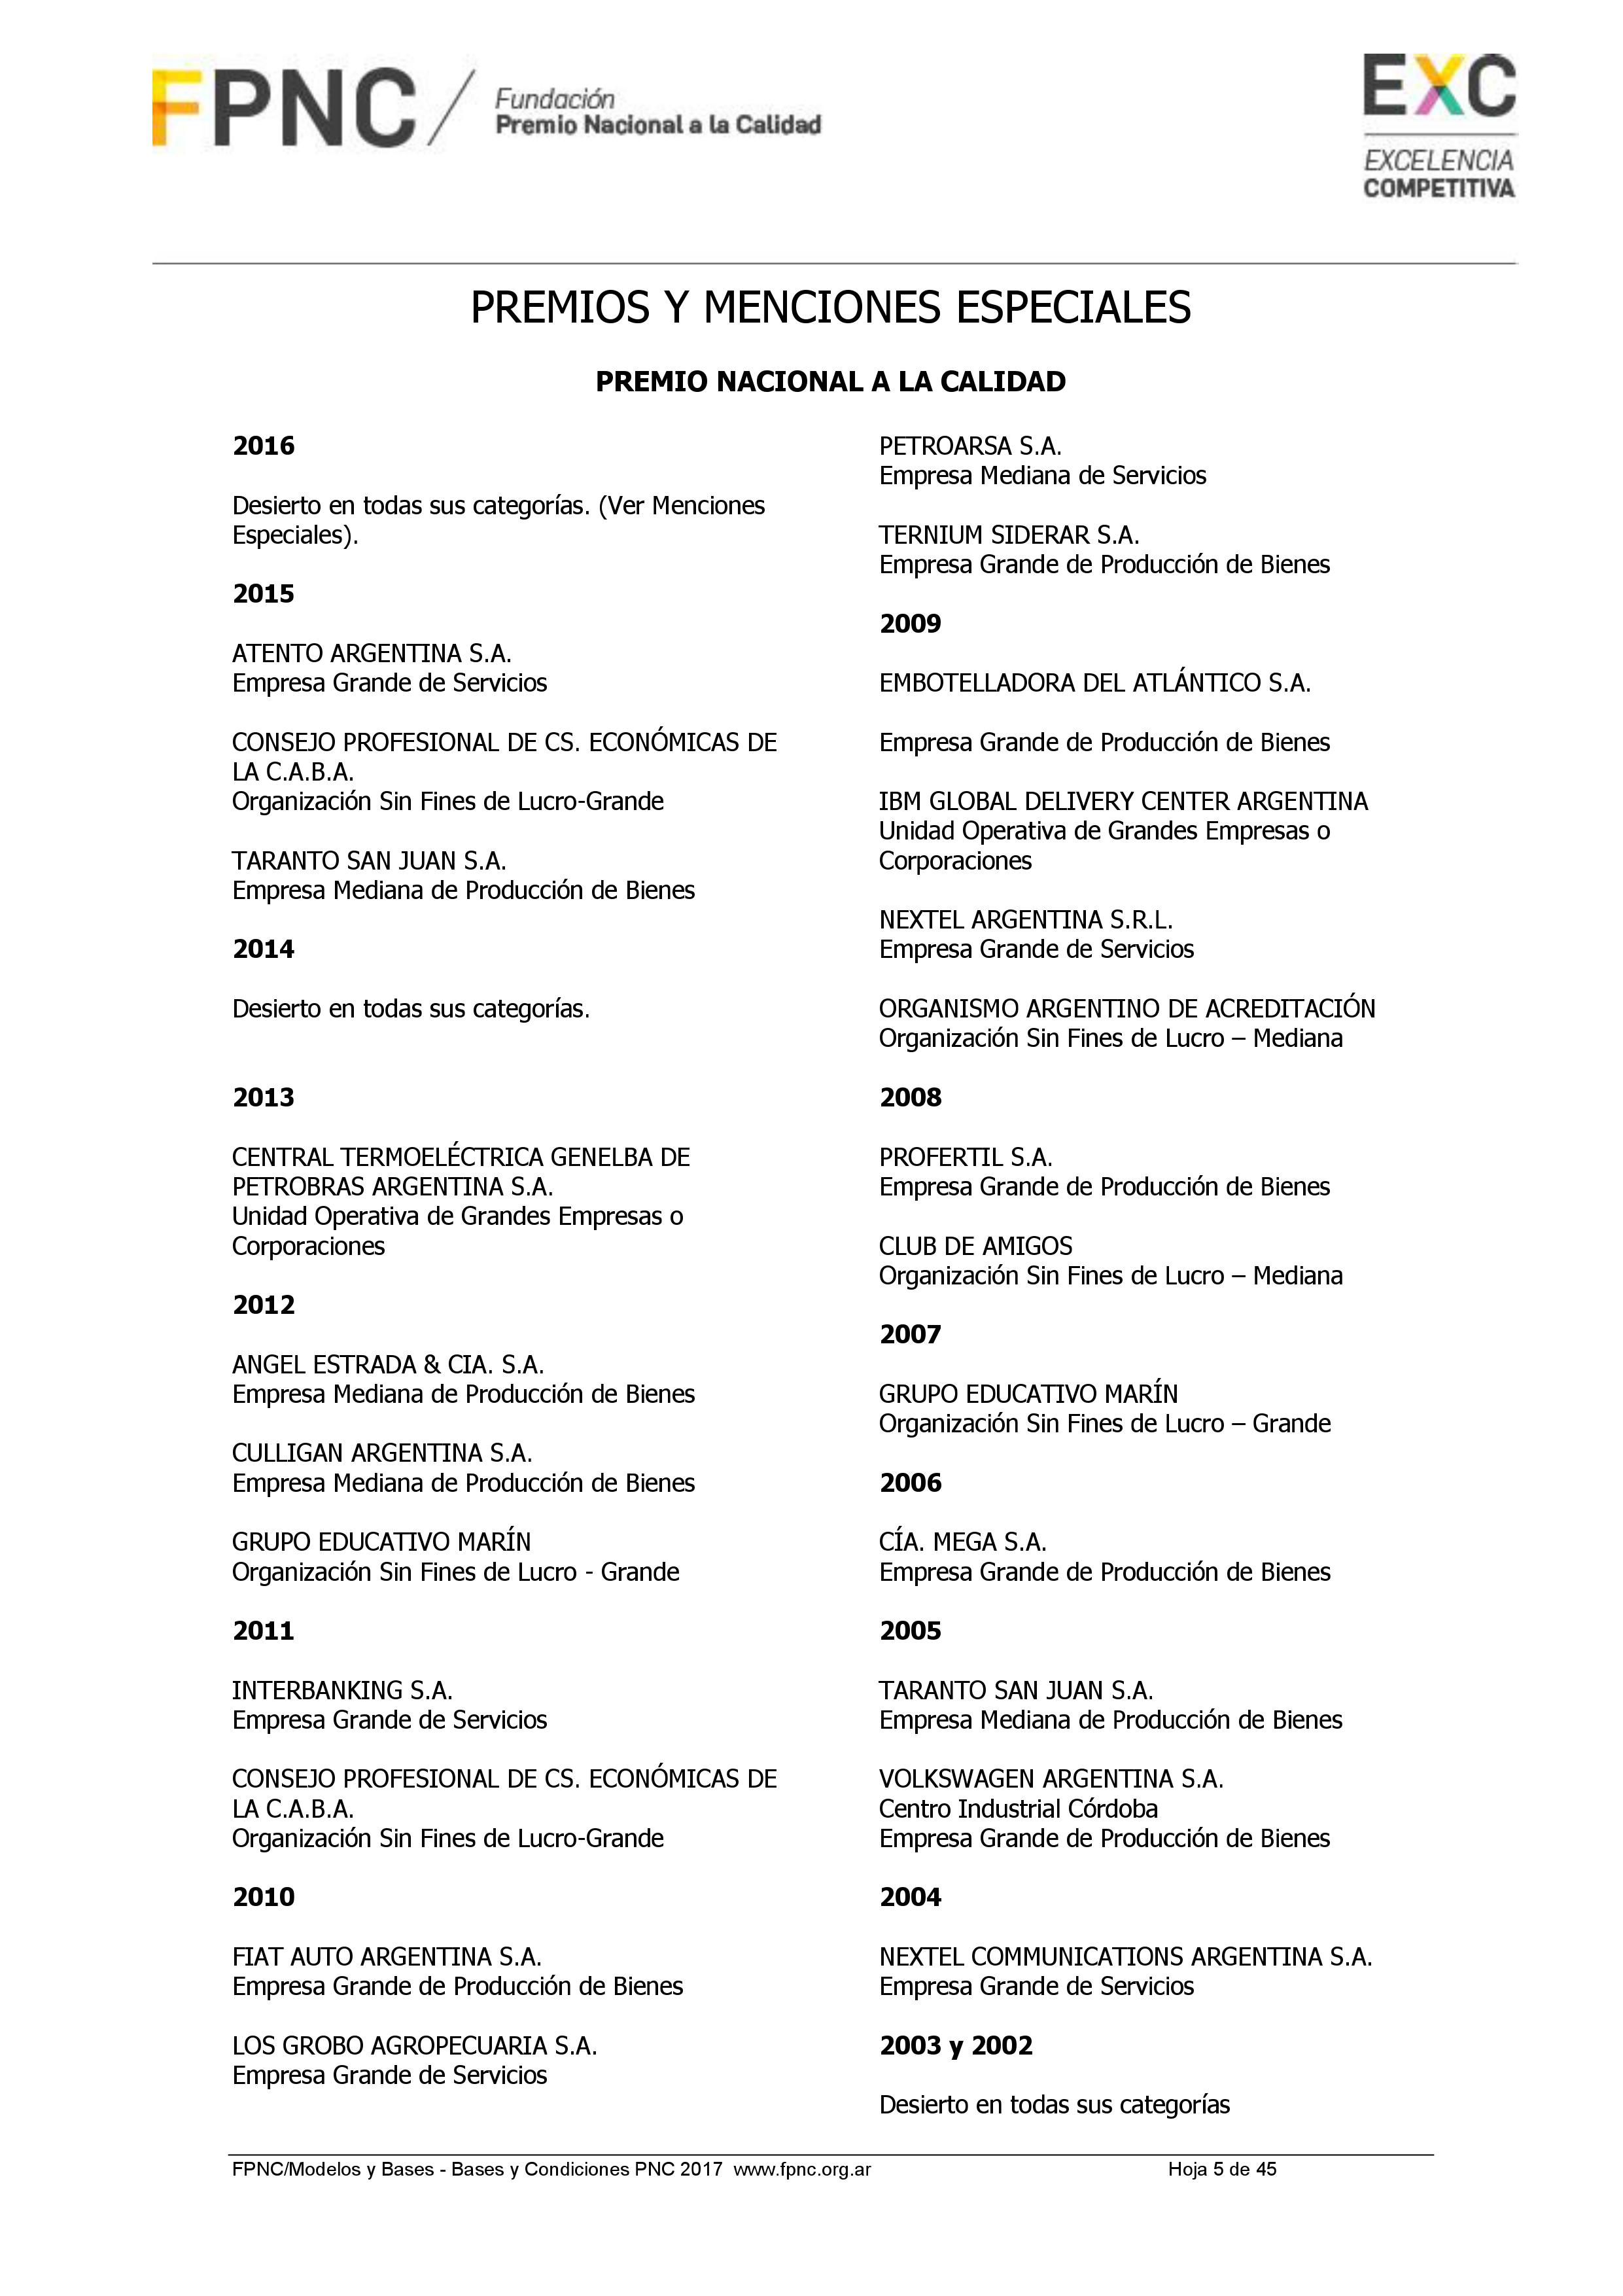 FPNC/ Fundación
Premio Nacional a la Calidad
EXC
EXCELENCIA
COMPETITIVA
PREMIOS Y MENCIONES ESPECIALES
PREMIO NACIONAL A LA CALIDAD
2016
Desierto en todas sus categorías. (Ver Menciones
Especiales).
2015
ATENTO ARGENTINA S.A.
Empresa Grande de Servicios
CONSEJO PROFESIONAL DE CS. ECONÓMICAS DE
LA C.A.B.A.
Organización Sin Fines de Lucro-Grande
TARANTO SAN JUAN S.A.
Empresa Mediana de Producción de Bienes
2014
Desierto en todas sus categorías.
2013
CENTRAL TERMOELÉCTRICA GENELBA DE
PETROBRAS ARGENTINA S.A.
Unidad Operativa de Grandes Empresas o
Corporaciones
2012
ANGEL ESTRADA & CIA. S.A.
Empresa Mediana de Producción de Bienes
CULLIGAN ARGENTINA S.A.
Empresa Mediana de Producción de Bienes
GRUPO EDUCATIVO MARÍN
Organización Sin Fines de Lucro - Grande
2011
INTERBANKING S.A.
Empresa Grande de Servicios
CONSEJO PROFESIONAL DE CS. ECONÓMICAS DE
LA C.A.B.A.
Organización Sin Fines de Lucro-Grande
2010
FIAT AUTO ARGENTINA S.A.
Empresa Grande de Producción de Bienes
LOS GROBO AGROPECUARIA S.A.
Empresa Grande de Servicios
PETROARSA S.A.
Empresa Mediana de Servicios
TERNIUM SIDERAR S.A.
Empresa Grande de Producción de Bienes
2009
EMBOTELLADORA DEL ATLÁNTICO S.A.
Empresa Grande de Producción de Bienes
IBM GLOBAL DELIVERY CENTER ARGENTINA
Unidad Operativa de Grandes Empresas o
Corporaciones
NEXTEL ARGENTINA S.R.L.
Empresa Grande de Servicios
ORGANISMO ARGENTINO DE ACREDITACIÓN
Organización Sin Fines de Lucro – Mediana
2008
PROFERTIL S.A.
Empresa Grande de Producción de Bienes
CLUB DE AMIGOS
Organización Sin Fines de Lucro – Mediana
2007
GRUPO EDUCATIVO MARÍN
Organización Sin Fines de Lucro – Grande
2006
CÍA. MEGA S.A.
Empresa Grande de Producción de Bienes
2005
TARANTO SAN JUAN S.A.
Empresa Mediana de Producción de Bienes
VOLKSWAGEN ARGENTINA S.A.
Centro Industrial Córdoba
Empresa Grande de Producción de Bienes
2004
NEXTEL COMMUNICATIONS ARGENTINA S.A.
Empresa Grande de Servicios
2003 y 2002
Desierto en todas sus categorías
FPNC/Modelos y Bases - Bases y Condiciones PNC 2017 www.fpnc.org.ar Hoja 5 de 45